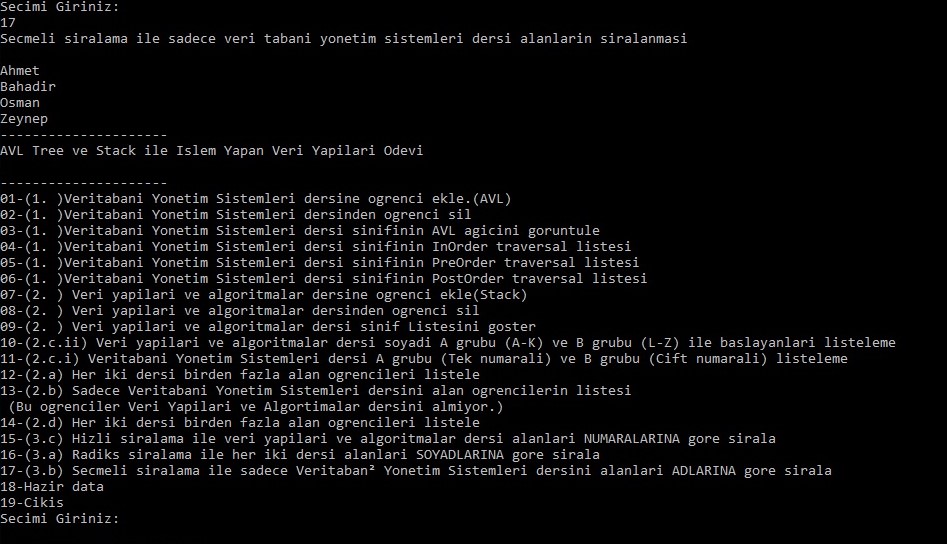 Secimi Giriniz:
17
Secmeli siralama ile sadece veri tabani yonetim sistemleri dersi alanlarin siralanmasi
Ahmet
Bahadir
Osman
Zeynep
---------------------
AVL Tree ve Stack ile Islem Yapan Veri Yapilari Odevi
---------------------
01-(1. )Veritabani Yonetim Sistemleri dersine ogrenci ekle.(AVL)
02-(1. )Veritabani Yonetim Sistemleri dersinden ogrenci sil
03-(1. )Veritabani Yonetim Sistemleri dersi sinifinin AVL agicini goruntule
04-(1. )Veritabani Yonetim Sistemleri dersi sinifinin InOrder traversal listesi
05-(1. )Veritabani Yonetim Sistemleri dersi sinifinin PreOrder traversal listesi
06-(1. )Veritabani Yonetim Sistemleri dersi sinifinin PostOrder traversal listesi
07-(2. ) Veri yapilari ve algoritmalar dersine ogrenci ekle(Stack)
08-(2. ) Veri yapilari ve algoritmalar dersinden ogrenci sil
09-(2. ) Veri yapilari ve algoritmalar dersi sinif Listesini goster
10-(2.c.ii) Veri yapilari ve algoritmalar dersi soyadi A grubu (A-K) ve B grubu (L-Z) ile baslayanlari listeleme
11-(2.c.i) Veritabani Yonetim Sistemleri dersi A grubu (Tek numarali) ve B grubu (Cift numarali) listeleme
12-(2.a) Her iki dersi birden fazla alan ogrencileri listele
13-(2.b) Sadece Veritabani Yonetim Sistemleri dersini alan ogrencilerin listesi
(Bu ogrenciler Veri Yapilari ve Algortimalar dersini almiyor.)
14-(2.d) Her iki dersi birden fazla alan ogrencileri listele
15-(3.c) Hizli siralama ile veri yapilari ve algoritmalar dersi alanlari NUMARALARINA gore sirala
16-(3.a) Radiks siralama ile her iki dersi alanlari SOYADLARINA gore sirala
17-(3.b) Secmeli siralama ile sadece Veritaban² Yonetim Sistemleri dersini alanlari ADLARINA gore sirala
18-Hazir data
19-Cikis
Secimi Giriniz: